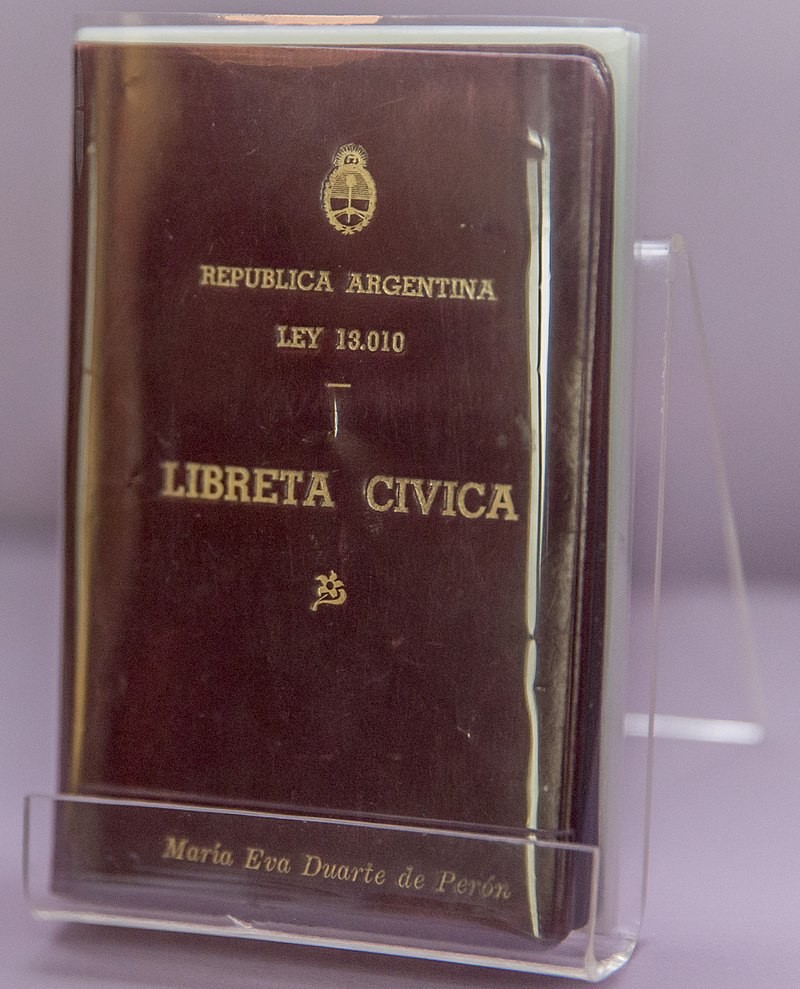 REPUBLICA ARGENTINA
LEY 13.010
LIBRETA CIVICA
María Eva Duarte de Perón